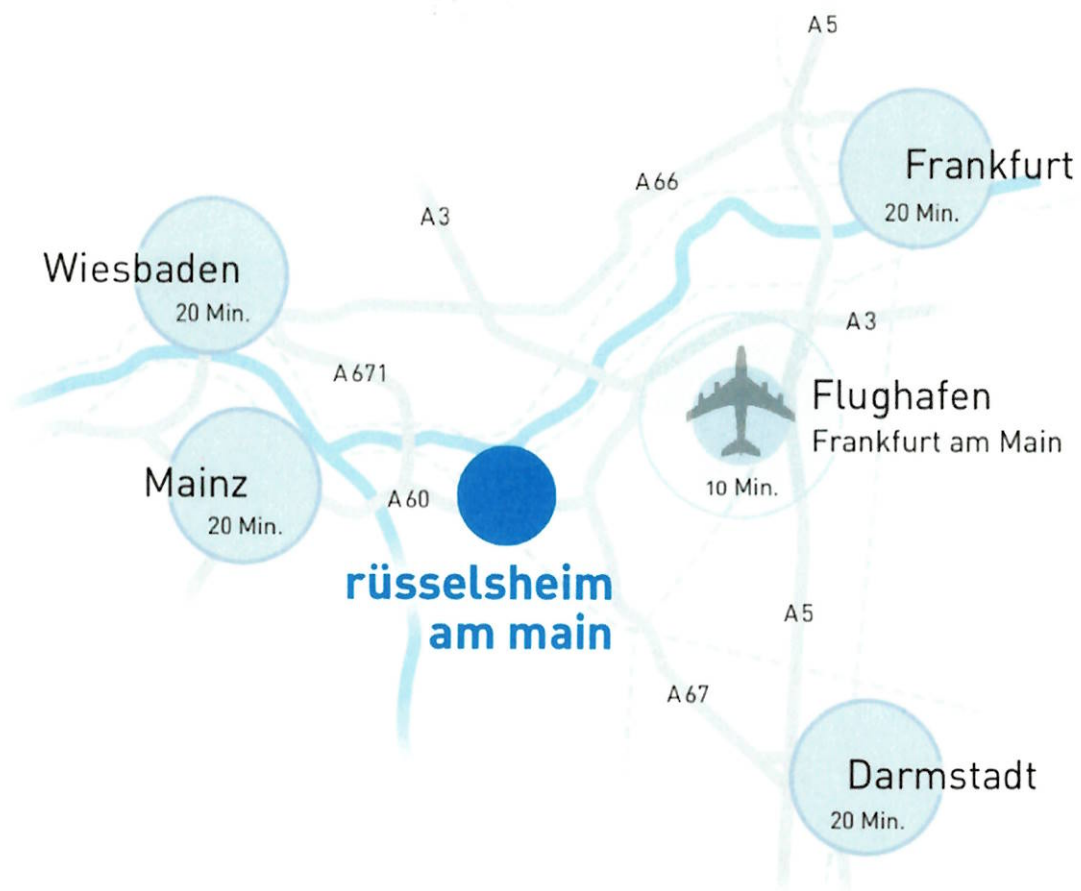 A5
Frankfurt
20 Min.
A66
A3
Wiesbaden
20 Min.
A3
A671
Flughafen
Frankfurt am Main
10 Min.
Mainz
20 Min.
A60
rüsselsheim
am main
A5
A67
Darmstadt
20 Min.